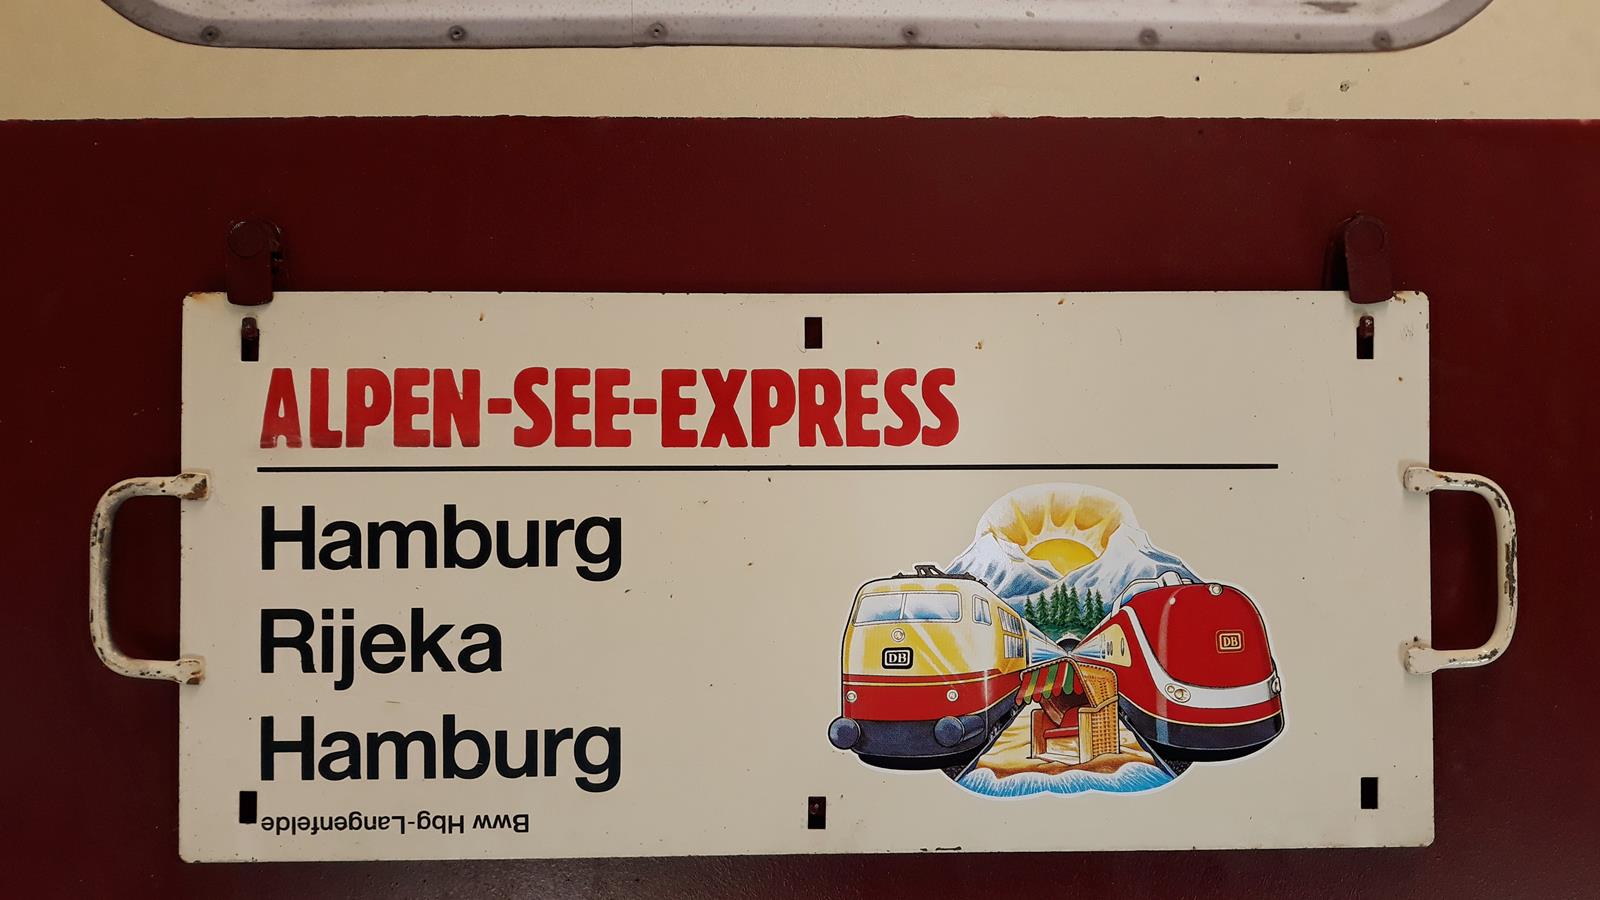 ALPEN-SEE-EXPRESS
Hamburg
Rijeka
Hamburg
Bww Hbg-Langenfelde
DB
DB